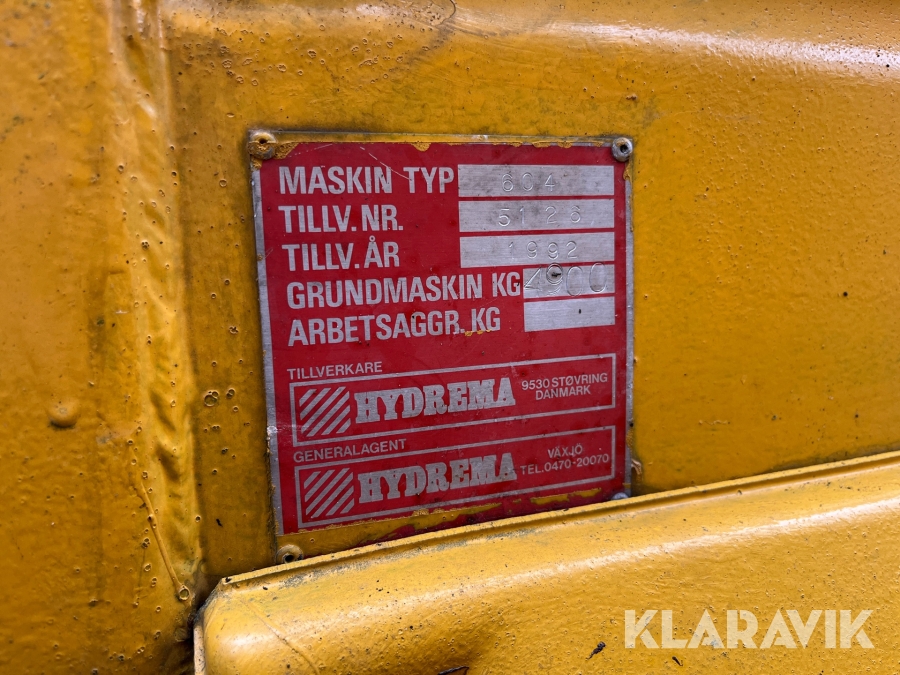 MASKIN TYP 604
TILLV. NR. 5126
TILLV. ÅR 1992
GRUNDMASKIN KG 4900
ARBETSAGGR. KG
TILLVERKARE
HYDREMA 9530 STØVRING
DANMARK
GENERALAGENT
HYDREMA VÄXJÖ
TEL. 0470-20070
KLARAVIK